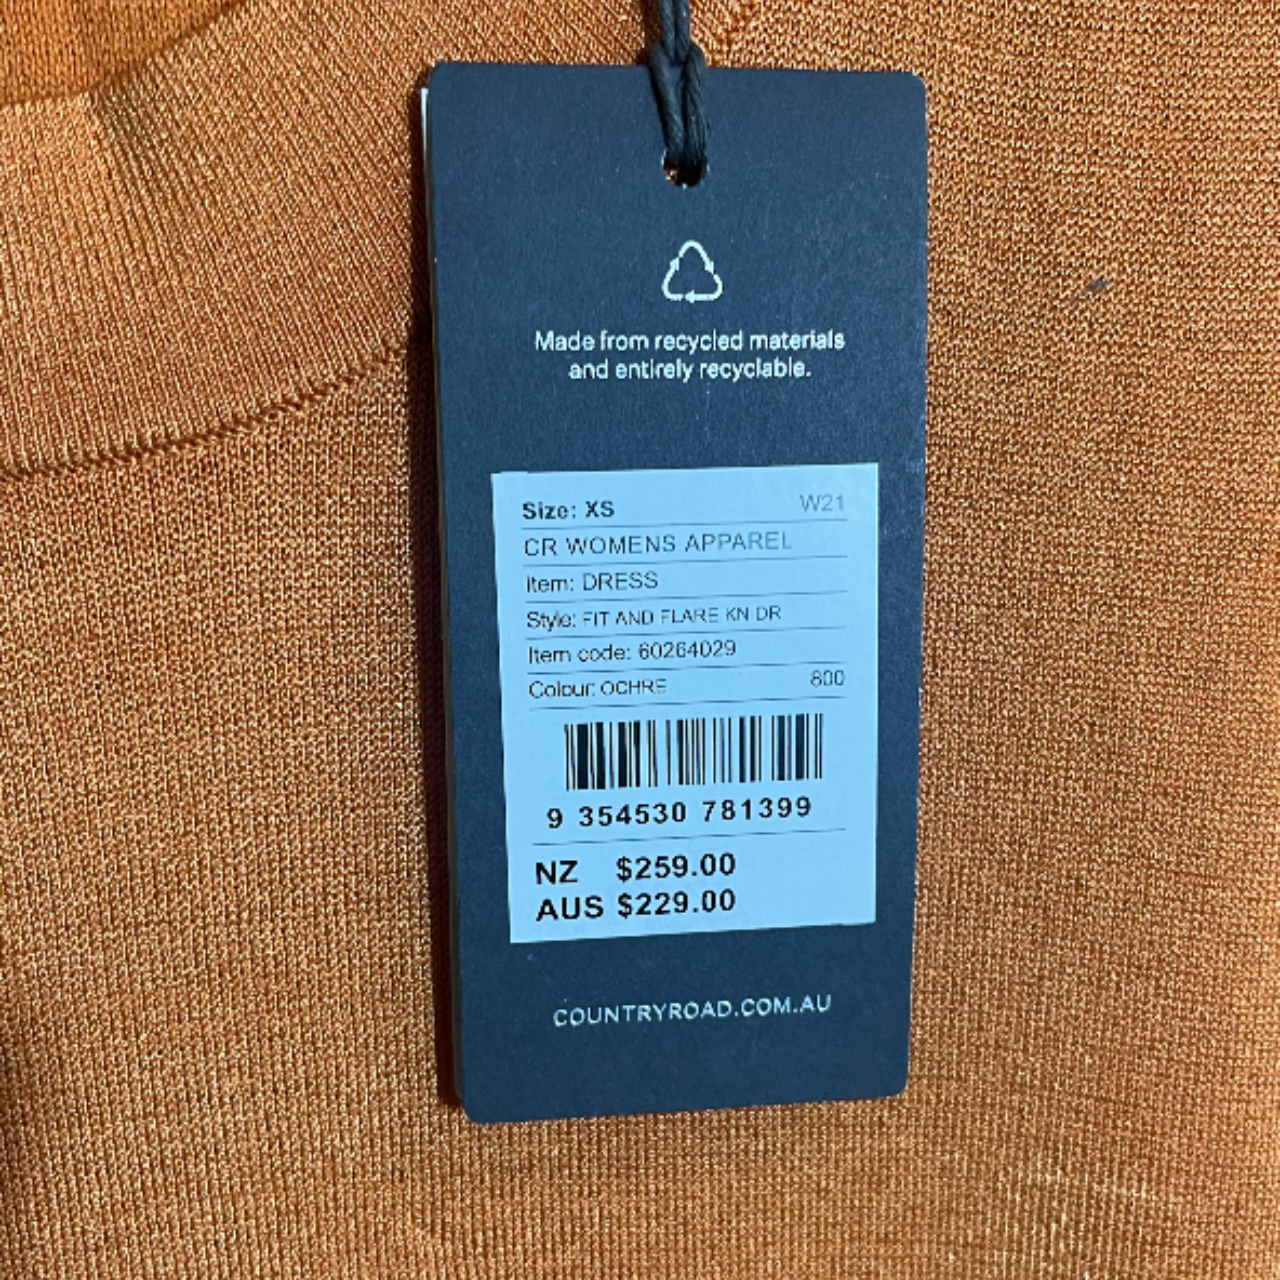 Made from recycled materials
and entirely recyclable.
Size: XS W21
CR WOMENS APPAREL
Item: DRESS
Style: FIT AND FLARE KN DR
Item code: 60264029
Colour: OCHRE 800
9 354530 781399
NZ $259.00
AUS $229.00
COUNTRYROAD.COM.AU